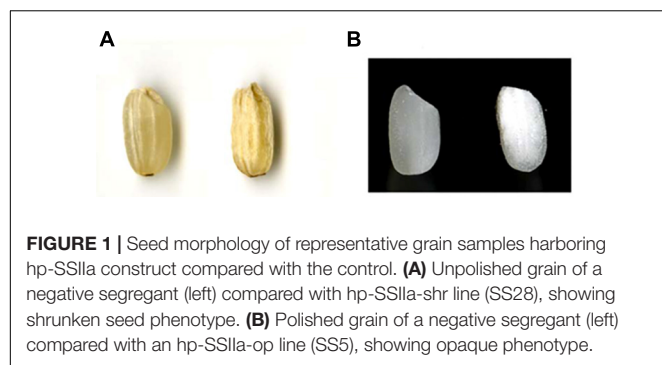 A B
FIGURE 1 | Seed morphology of representative grain samples harboring
hp-SSIIa construct compared with the control. (A) Unpolished grain of a
negative segregant (left) compared with hp-SSIIa-shr line (SS28), showing
shrunken seed phenotype. (B) Polished grain of a negative segregant (left)
compared with an hp-SSIIa-op line (SS5), showing opaque phenotype.